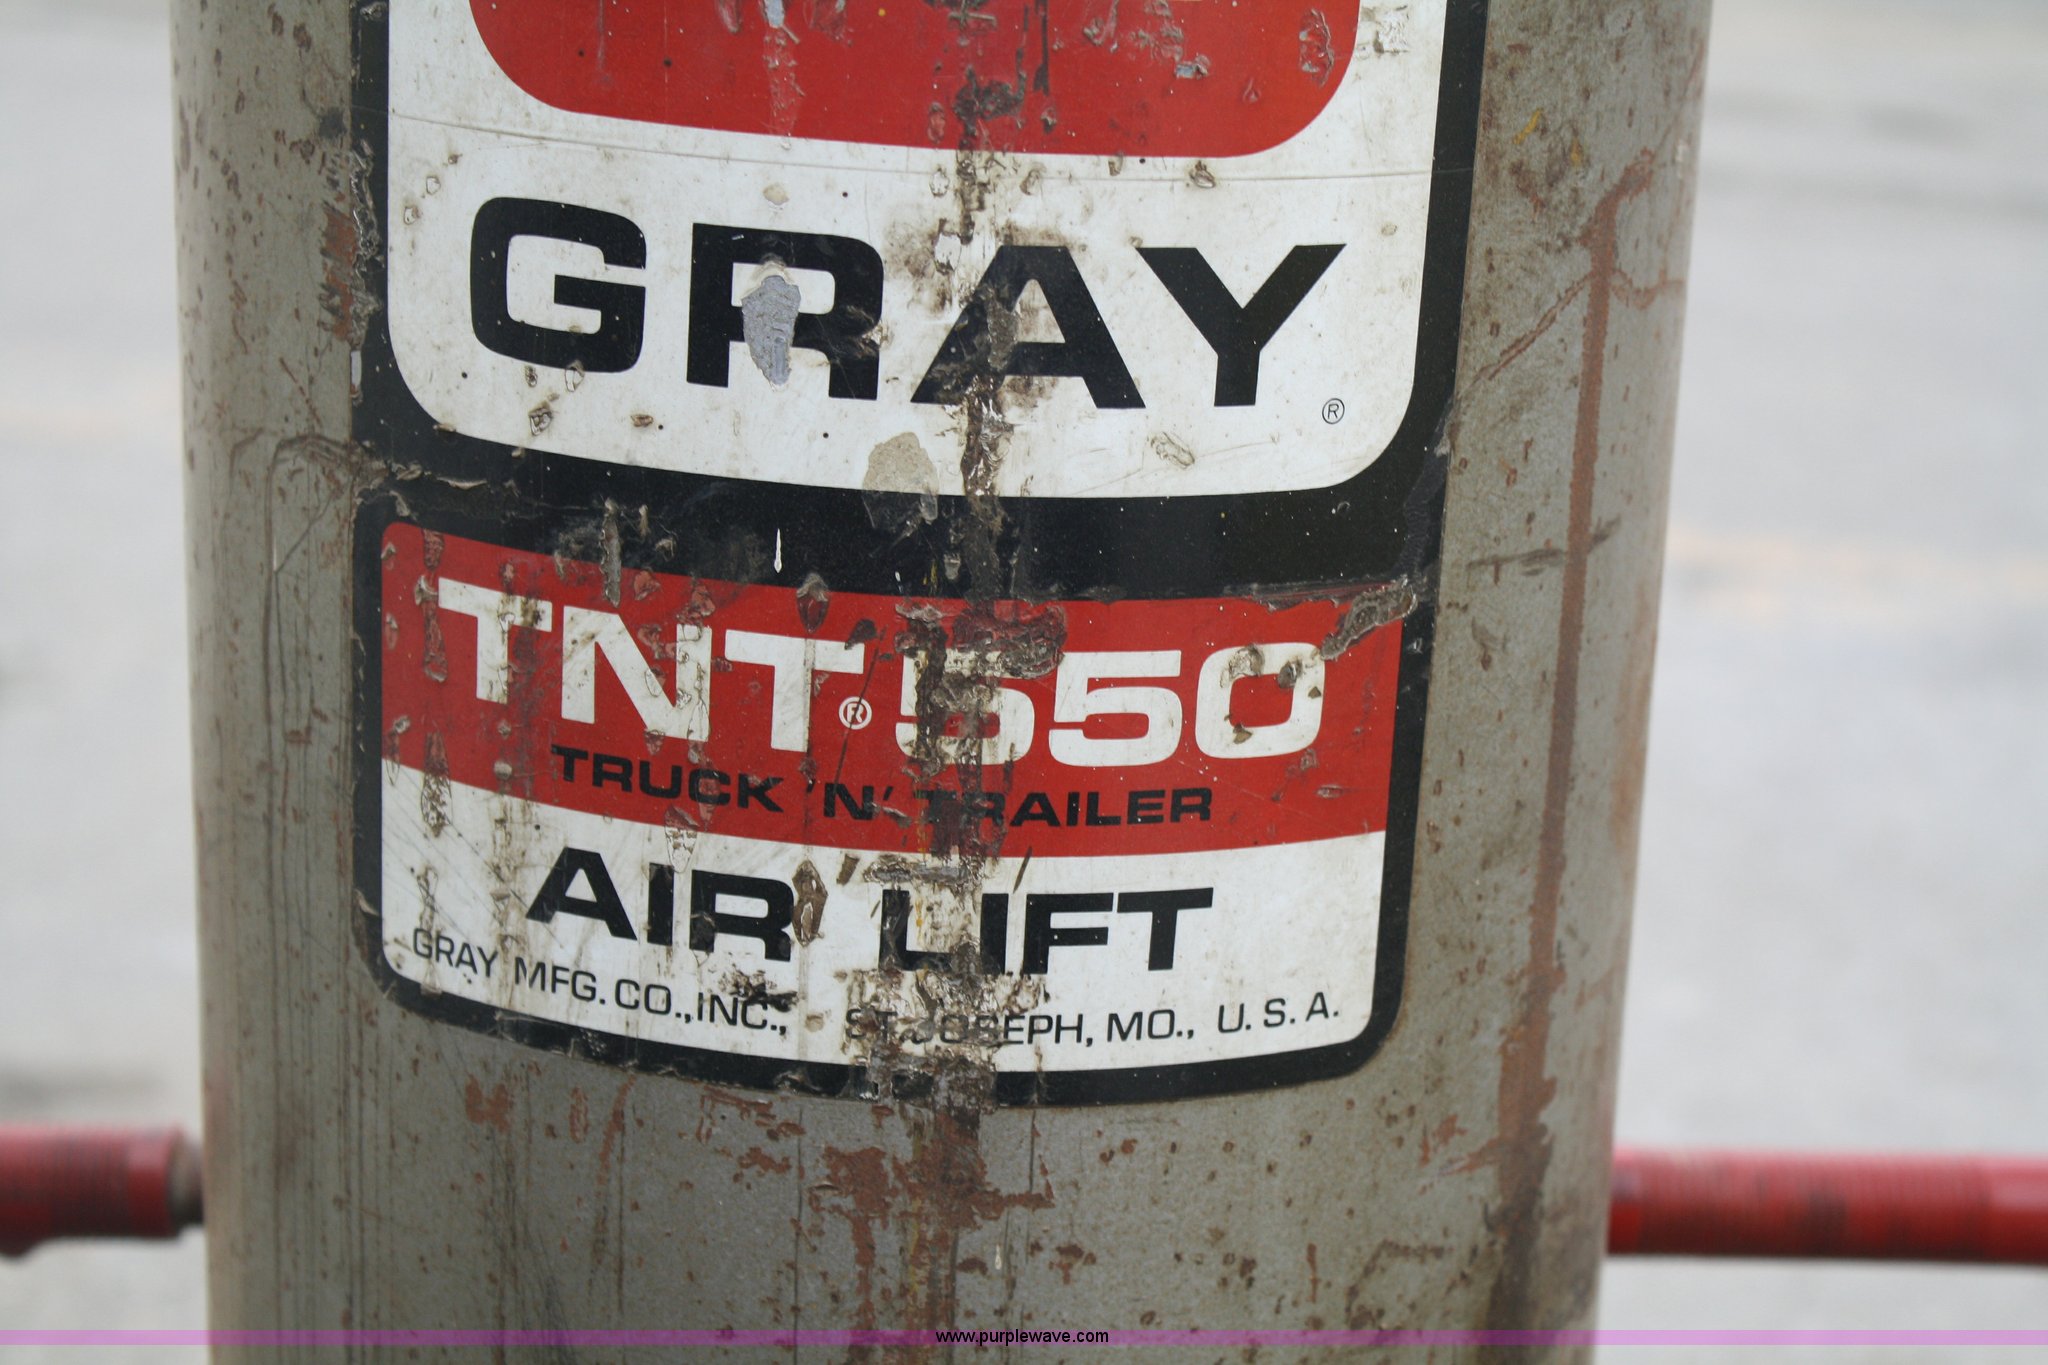 GRAY®
TNT® 550
TRUCK 'N' TRAILER
AIR LIFT
GRAY MFG. CO., INC., ST. JOSEPH, MO., U. S. A.
www.purplewave.com